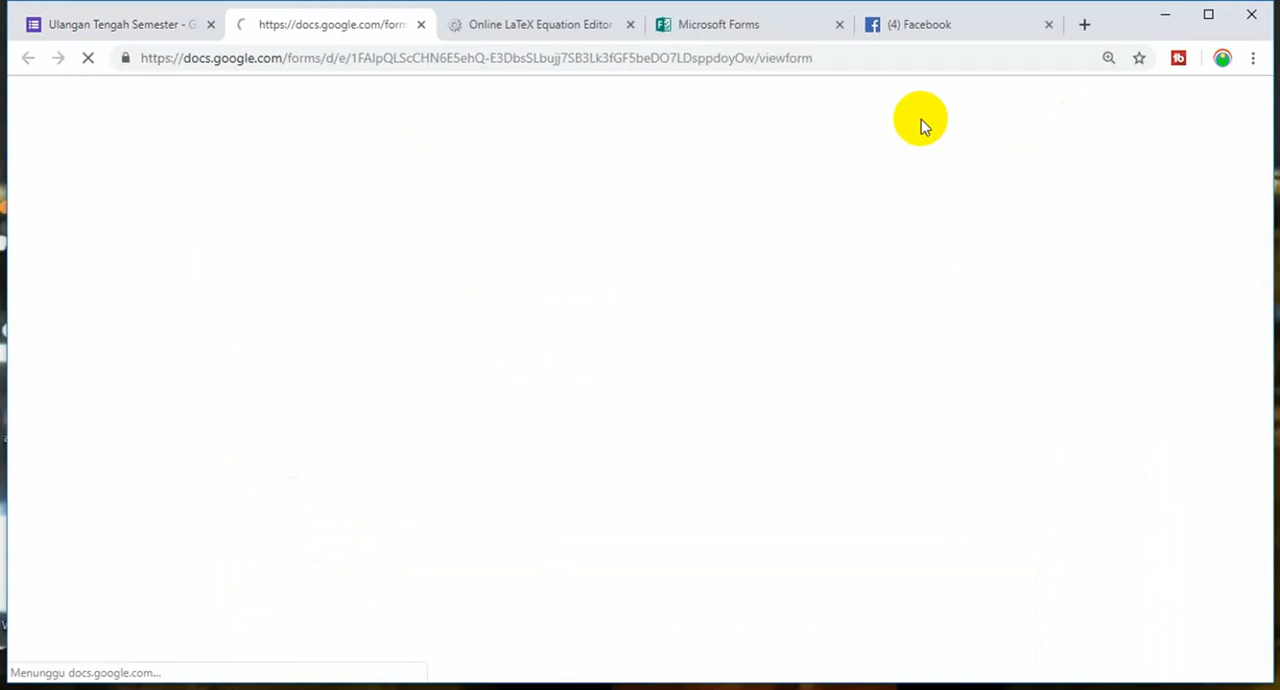 Ulangan Tengah Semester - G
https://docs.google.com/form
Online LaTeX Equation Editor
Microsoft Forms
(4) Facebook
https://docs.google.com/forms/d/e/1FAIpQLScCHN6E5ehQ-E3DbsSLbujj7SB3Lk3fGF5beDO7LDsppdoyOw/viewform
Menunggu docs.google.com...